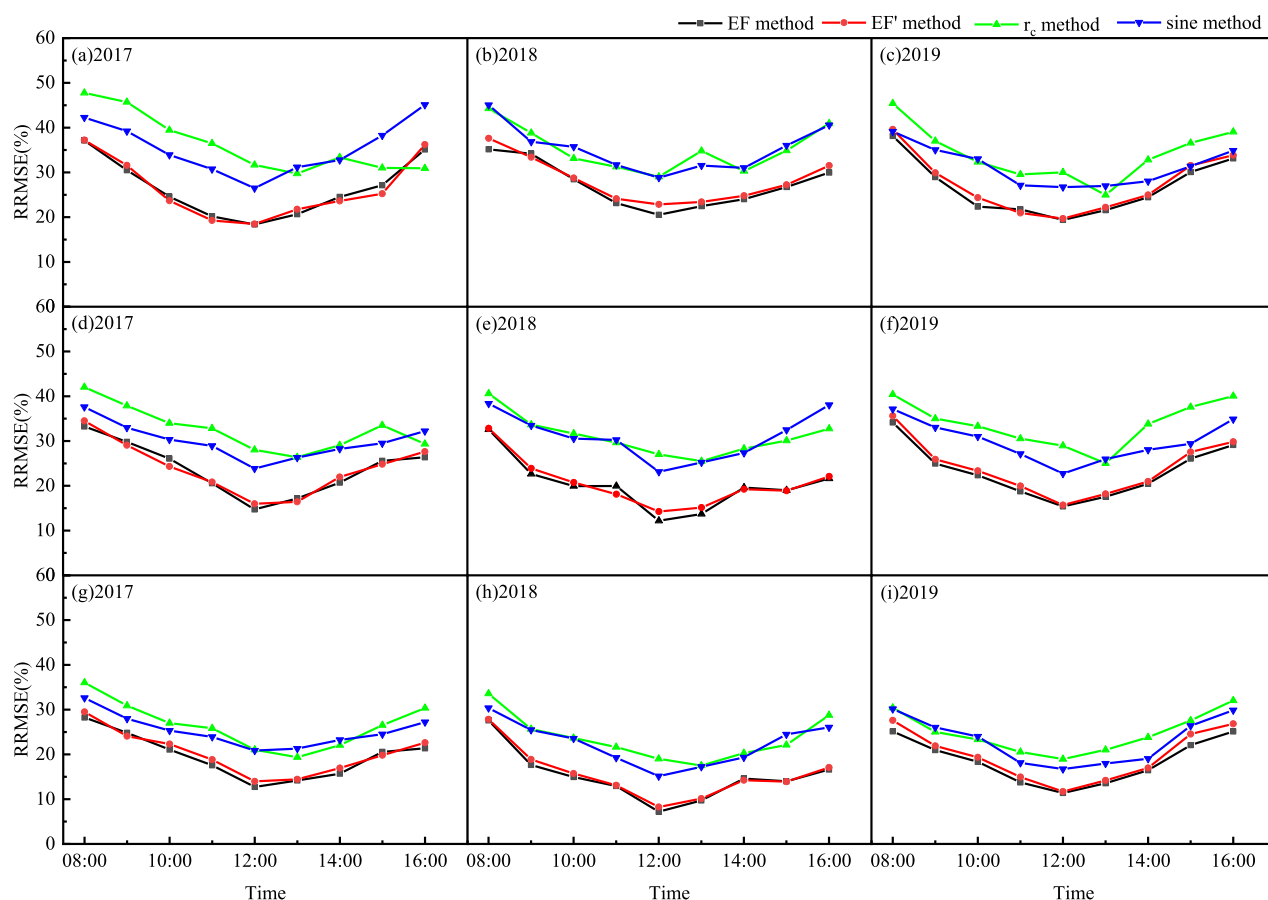 EF method EF' method rc method sine method
60 (a)2017 (b)2018 (c)2019
50
40
30
20
10
RRMSE(%)
60 (d)2017 (e)2018 (f)2019
50
40
30
20
10
RRMSE(%)
60 (g)2017 (h)2018 (i)2019
50
40
30
20
10
0
RRMSE(%)
08:00 10:00 12:00 14:00 16:00 08:00 10:00 12:00 14:00 16:00 08:00 10:00 12:00 14:00 16:00
Time Time Time